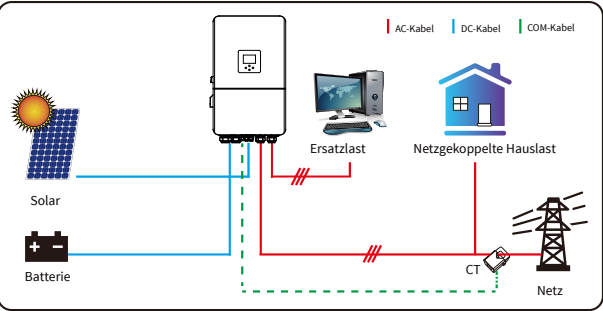 AC-Kabel
DC-Kabel
COM-Kabel
Ersatzlast
Netzgekoppelte Hauslast
Solar
Batterie
CT
Netz